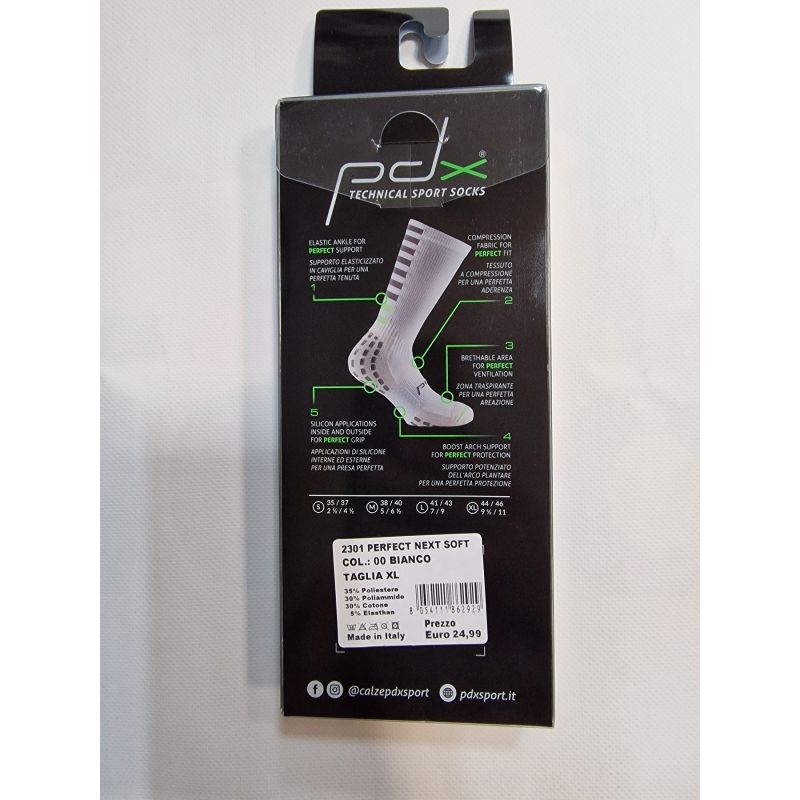 pdx®
TECHNICAL SPORT SOCKS
ELASTIC ANKLE FOR
PERFECT SUPPORT
SUPPORTO ELASTICIZZATO
IN CAVIGLIA PER UNA
PERFETTA TENUTA
1
COMPRESSION
FABRIC FOR
PERFECT FIT
TESSUTO
A COMPRESSIONE
PER UNA PERFETTA
ADERENZA
2
3
BRETHABLE AREA
FOR PERFECT
VENTILATION
ZONA TRASPIRANTE
PER UNA PERFETTA
AREAZIONE
5
SILICON APPLICATIONS
INSIDE AND OUTSIDE
FOR PERFECT GRIP
APPLICAZIONI DI SILICONE
INTERNE ED ESTERNE
PER UNA PRESA PERFETTA
4
BOOST ARCH SUPPORT
FOR PERFECT PROTECTION
SUPPORTO POTENZIATO
DELL'ARCO PLANTARE
PER UNA PERFETTA PROTEZIONE
S 35 / 37 M 38 / 40 L 41 / 43 XL 44 / 46
2 ½ / 4 ½ 5 / 6 ½ 7 / 9 9 ½ / 11
2301 PERFECT NEXT SOFT
COL.: 00 BIANCO
TAGLIA XL
35% Poliestere
30% Poliammide
30% Cotone
5% Elasthan
8 054111 862929
Prezzo
Made in Italy Euro 24,99
@calzepdxsport pdxsport.it